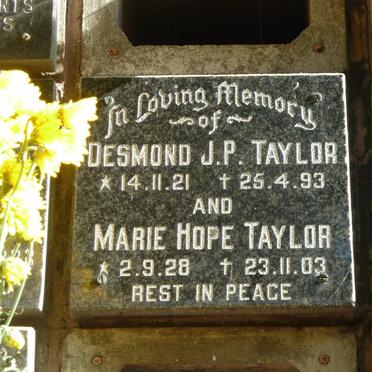 In Loving Memory
of
DESMOND J.P. TAYLOR
★ 14.11.21 † 25.4.93
AND
MARIE HOPE TAYLOR
★ 2.9.28 † 23.11.03
REST IN PEACE